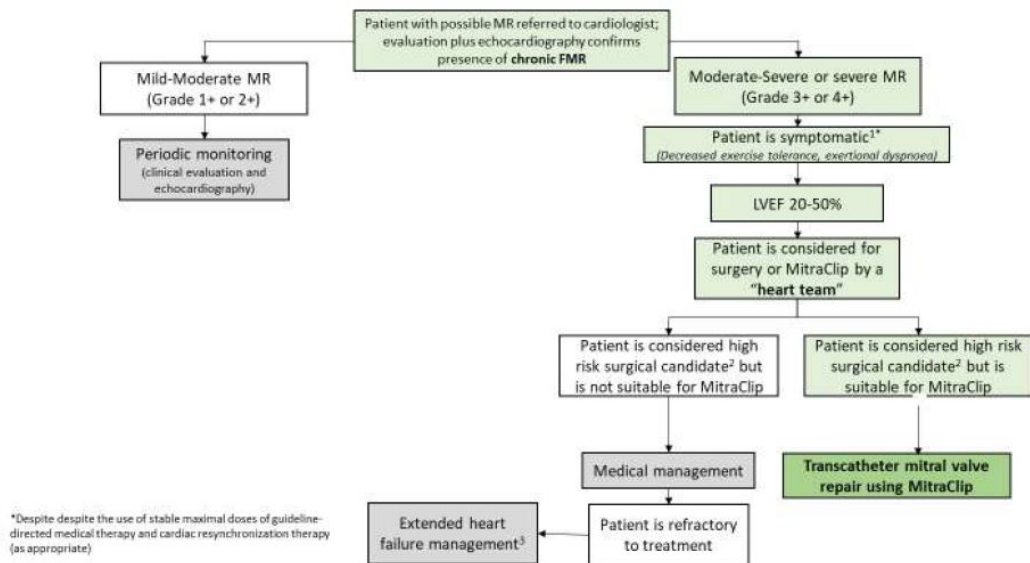 Patient with possible MR referred to cardiologist;
evaluation plus echocardiography confirms
presence of chronic FMR
Mild-Moderate MR
(Grade 1+ or 2+)
Moderate-Severe or severe MR
(Grade 3+ or 4+)
Periodic monitoring
(clinical evaluation and
echocardiography)
Patient is symptomatic¹*
(Decreased exercise tolerance, exertional dyspnoea)
LVEF 20-50%
Patient is considered for
surgery or MitraClip by a
“heart team”
Patient is considered high
risk surgical candidate² but
is not suitable for MitraClip
Patient is considered high risk
surgical candidate² but is
suitable for MitraClip
Medical management
Transcatheter mitral valve
repair using MitraClip
*Despite despite the use of stable maximal doses of guideline-
directed medical therapy and cardiac resynchronization therapy
(as appropriate)
Extended heart
failure management³
Patient is refractory
to treatment